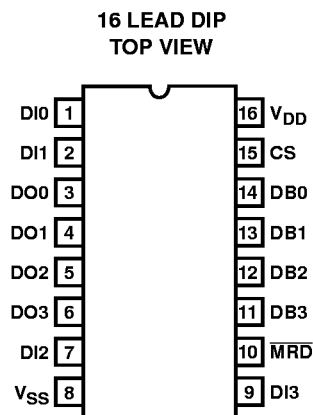 16 LEAD DIP
TOP VIEW
DI0 1 16 VDD
DI1 2 15 CS
DO0 3 14 DB0
DO1 4 13 DB1
DO2 5 12 DB2
DO3 6 11 DB3
DI2 7 10 MRD
VSS 8 9 DI3